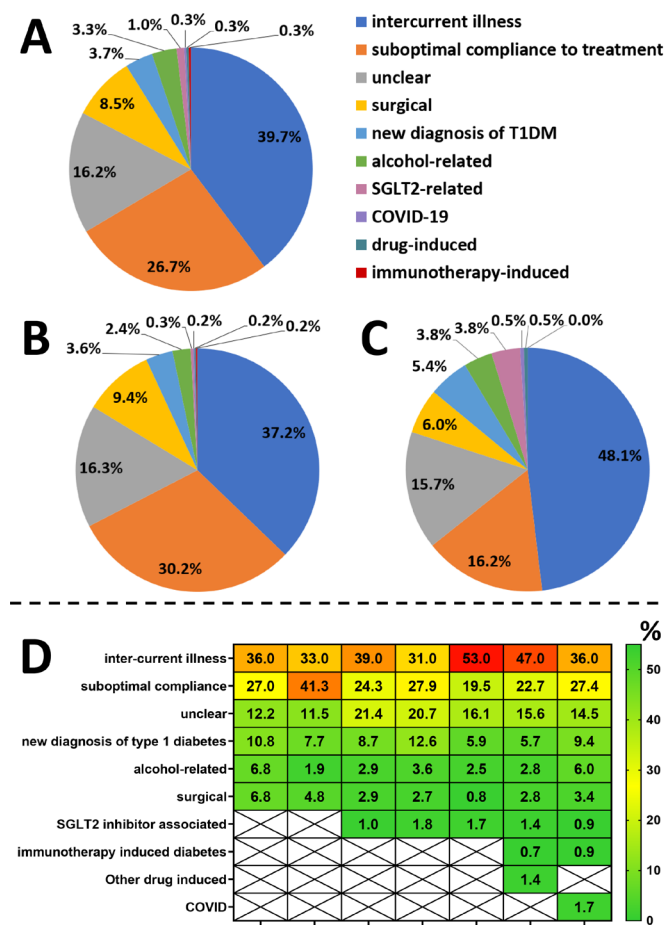 A
3.3%
1.0%
0.3%
0.3%
0.3%
3.7%
8.5%
39.7%
16.2%
26.7%
intercurrent illness
suboptimal compliance to treatment
unclear
surgical
new diagnosis of T1DM
alcohol-related
SGLT2-related
COVID-19
drug-induced
immunotherapy-induced
B
2.4%
0.3%
0.2%
0.2%
0.2%
3.6%
9.4%
37.2%
16.3%
30.2%
C
3.8%
3.8%
0.5%
0.5%
0.0%
5.4%
6.0%
48.1%
15.7%
16.2%
D
%
inter-current illness 36.0 33.0 39.0 31.0 53.0 47.0 36.0
suboptimal compliance 27.0 41.3 24.3 27.9 19.5 22.7 27.4
unclear 12.2 11.5 21.4 20.7 16.1 15.6 14.5
new diagnosis of type 1 diabetes 10.8 7.7 8.7 12.6 5.9 5.7 9.4
alcohol-related 6.8 1.9 2.9 3.6 2.5 2.8 6.0
surgical 6.8 4.8 2.9 2.7 0.8 2.8 3.4
SGLT2 inhibitor associated 1.0 1.8 1.7 1.4 0.9
immunotherapy induced diabetes 0.7 0.9
Other drug induced 1.4
COVID 1.7
50
40
30
20
10
0